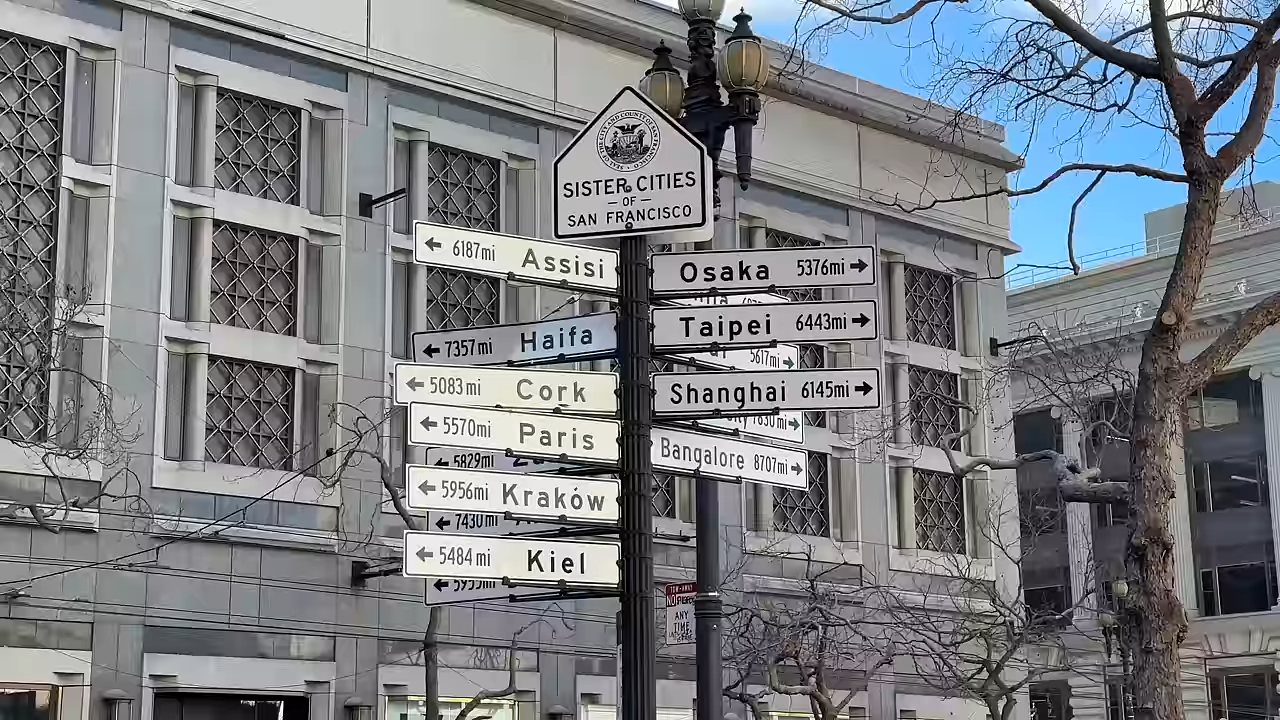 SISTER CITIES
OF
SAN FRANCISCO
← 6187mi Assisi
Osaka 5376mi →
← 7357mi Haifa
Taipei 6443mi →
5617mi →
← 5083mi Cork
Shanghai 6145mi →
← 5570mi Paris
Bangalore 8707mi →
← 5829mi
← 5956mi Kraków
← 7430mi
← 5484mi Kiel
ANY
TIME